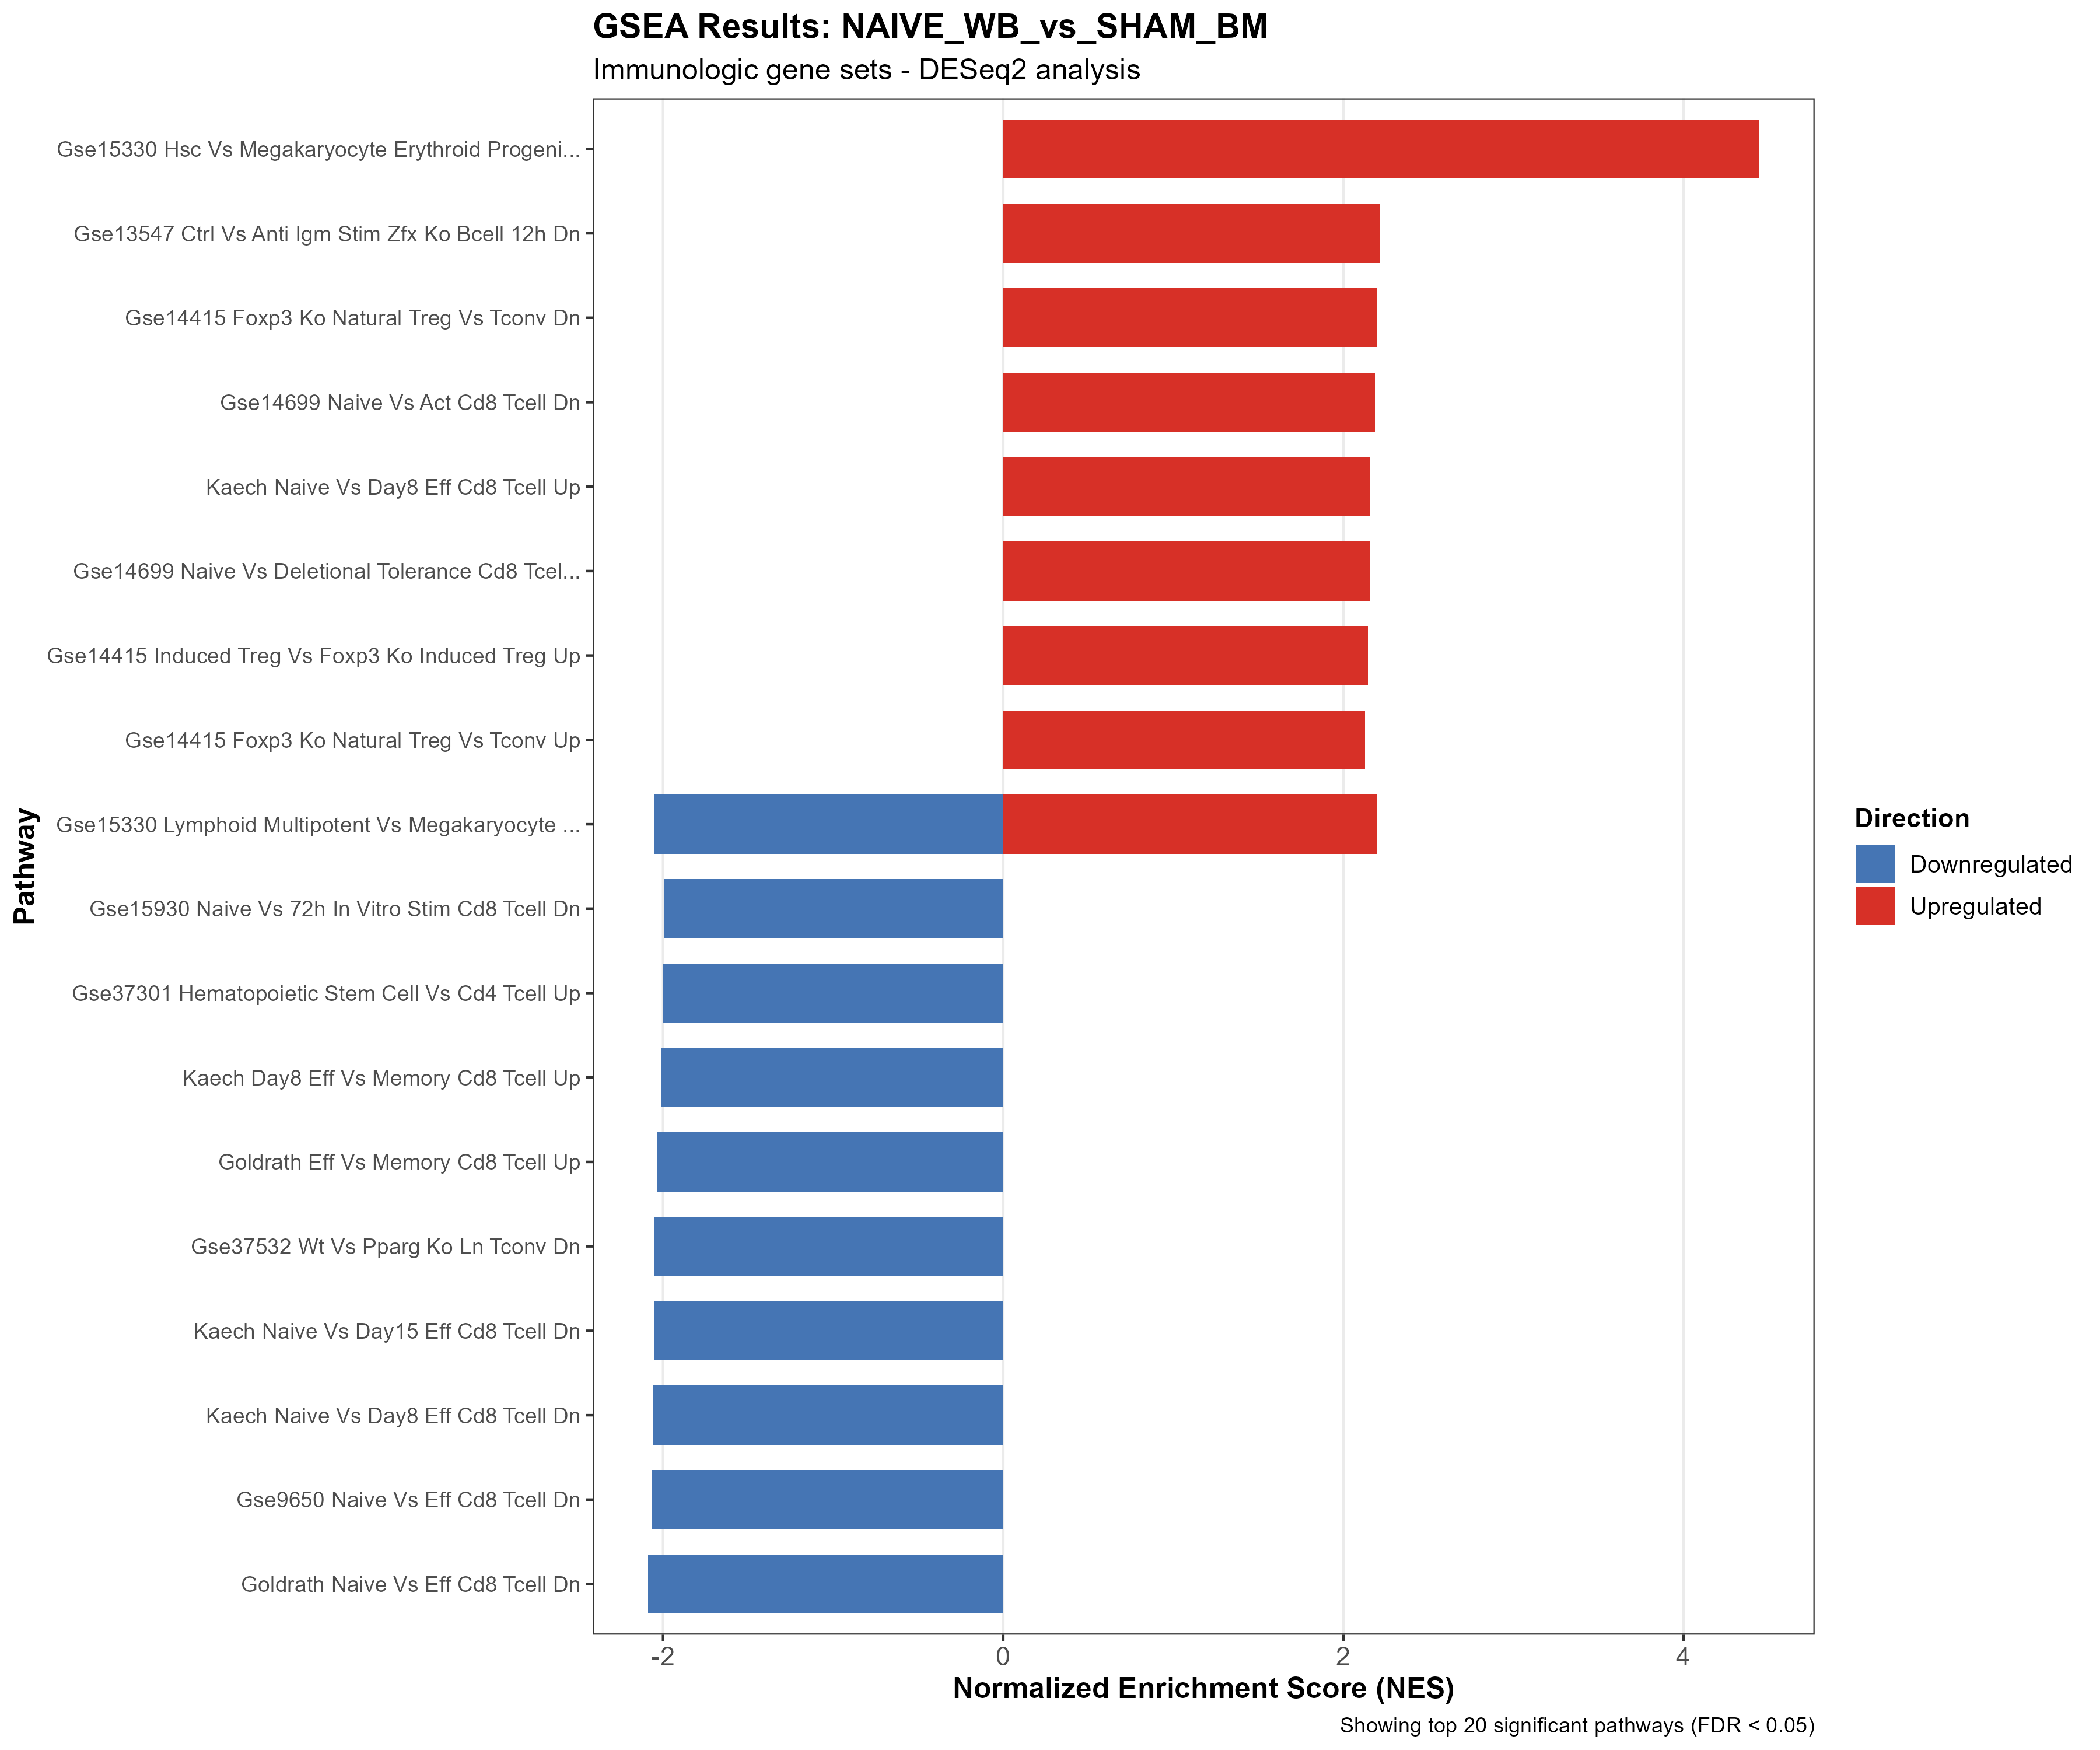 GSEA Results: NAIVE_WB_vs_SHAM_BM
Immunologic gene sets - DESeq2 analysis
Gse15330 Hsc Vs Megakaryocyte Erythroid Progeni...
Gse13547 Ctrl Vs Anti Igm Stim Zfx Ko Bcell 12h Dn
Gse14415 Foxp3 Ko Natural Treg Vs Tconv Dn
Gse14699 Naive Vs Act Cd8 Tcell Dn
Kaech Naive Vs Day8 Eff Cd8 Tcell Up
Gse14699 Naive Vs Deletional Tolerance Cd8 Tcel...
Gse14415 Induced Treg Vs Foxp3 Ko Induced Treg Up
Gse14415 Foxp3 Ko Natural Treg Vs Tconv Up
Gse15330 Lymphoid Multipotent Vs Megakaryocyte ...
Gse15930 Naive Vs 72h In Vitro Stim Cd8 Tcell Dn
Gse37301 Hematopoietic Stem Cell Vs Cd4 Tcell Up
Kaech Day8 Eff Vs Memory Cd8 Tcell Up
Goldrath Eff Vs Memory Cd8 Tcell Up
Gse37532 Wt Vs Pparg Ko Ln Tconv Dn
Kaech Naive Vs Day15 Eff Cd8 Tcell Dn
Kaech Naive Vs Day8 Eff Cd8 Tcell Dn
Gse9650 Naive Vs Eff Cd8 Tcell Dn
Goldrath Naive Vs Eff Cd8 Tcell Dn
Pathway
-2 0 2 4
Normalized Enrichment Score (NES)
Showing top 20 significant pathways (FDR < 0.05)
Direction
Downregulated
Upregulated